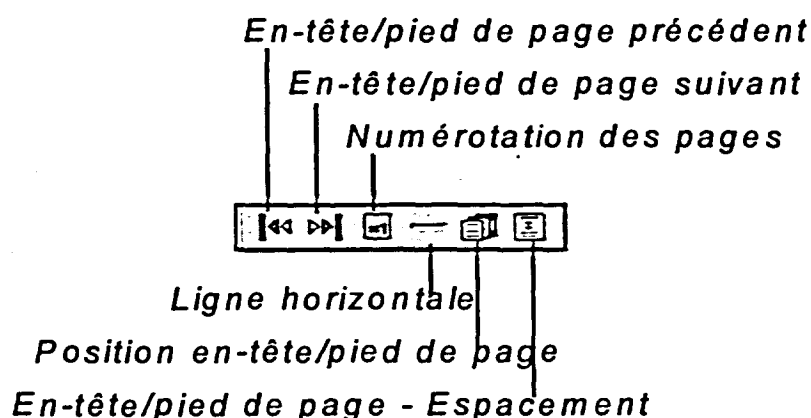 En-tête/pied de page précédent
En-tête/pied de page suivant
Numérotation des pages
Ligne horizontale
Position en-tête/pied de page
En-tête/pied de page - Espacement